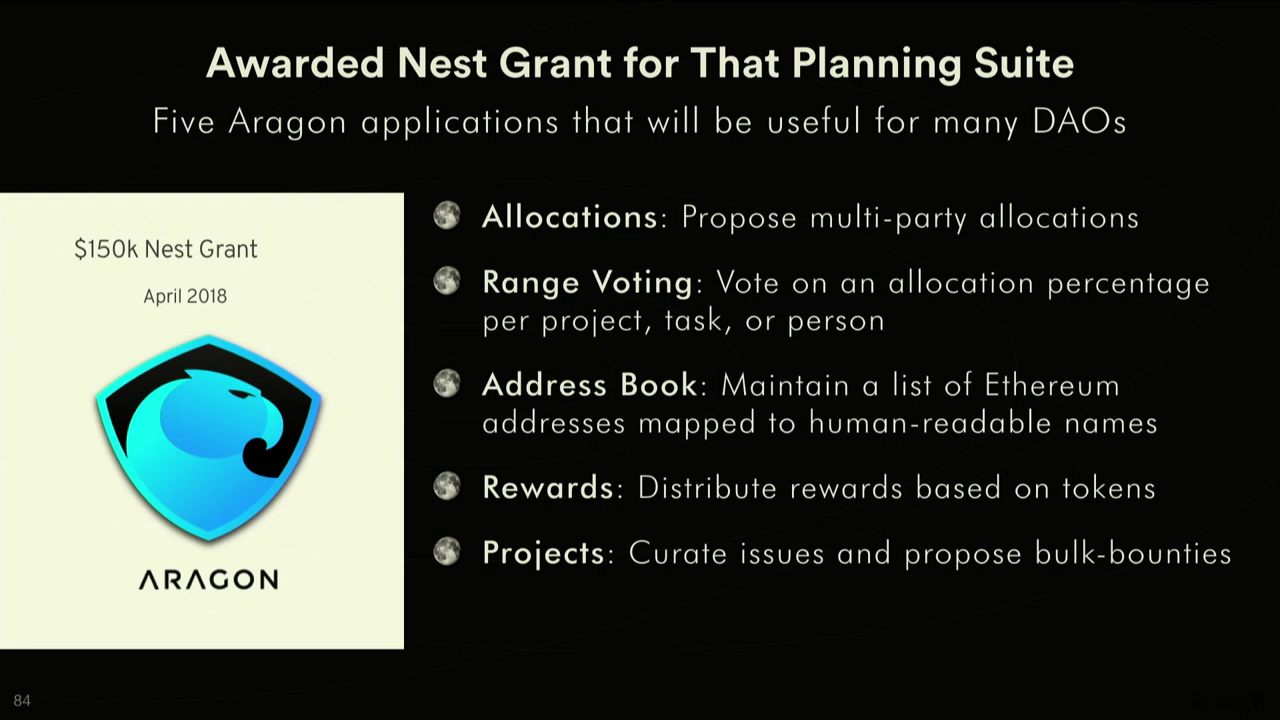 Awarded Nest Grant for That Planning Suite
Five Aragon applications that will be useful for many DAOs
$150k Nest Grant
April 2018
ARAGON
Allocations: Propose multi-party allocations
Range Voting: Vote on an allocation percentage
per project, task, or person
Address Book: Maintain a list of Ethereum
addresses mapped to human-readable names
Rewards: Distribute rewards based on tokens
Projects: Curate issues and propose bulk-bounties
84